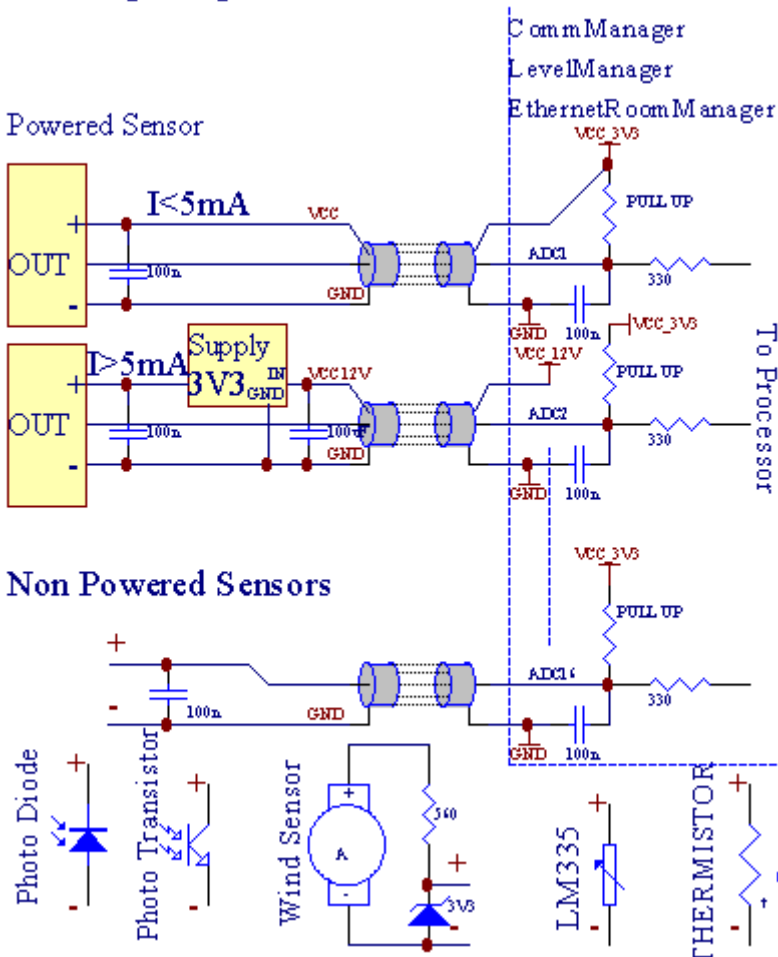 CommManager
LevelManager
EthernetRoomManager
Powered Sensor
VCC_3V3
I<5mA
VCC
PULL UP
+
OUT
100n
ADC1
330
-
GND
GND
100n
I>5mA
Supply
3V3
IN
GND
VCC12V
VCC_12V
VCC_3V3
PULL UP
+
OUT
100n
100n
ADC2
330
-
GND
GND
100n
To Processor
Non Powered Sensors
VCC_3V3
PULL UP
+
ADC16
330
-
100n
GND
GND
100n
Photo Diode
+
-
Photo Transistor
+
-
Wind Sensor
+
A
-
560
+
3V3
-
LM335
+
-
THERMISTOR
+
-